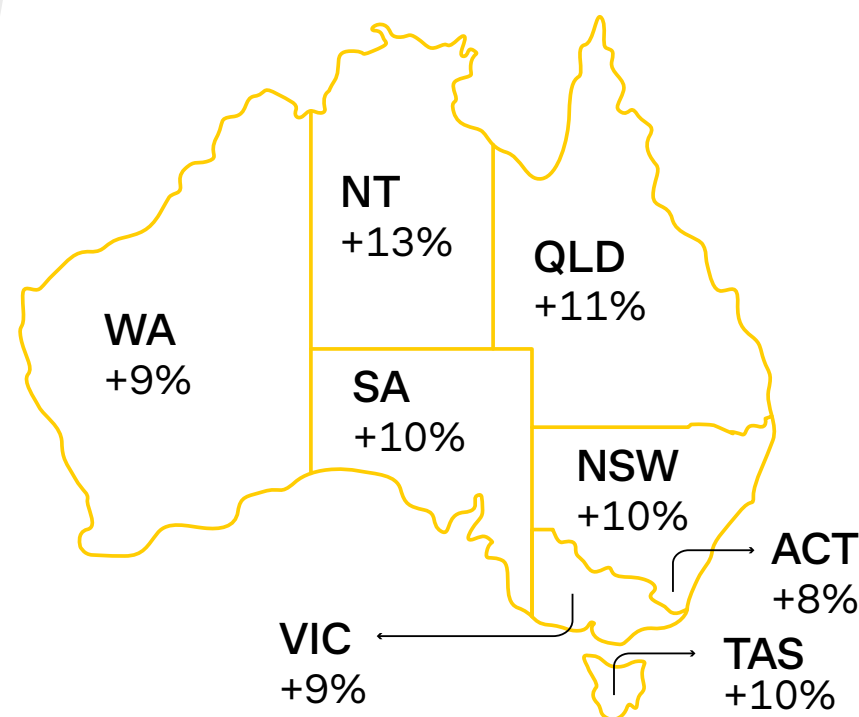 NT
+13%
QLD
+11%
WA
+9%
SA
+10%
NSW
+10%
ACT
+8%
VIC
+9%
TAS
+10%